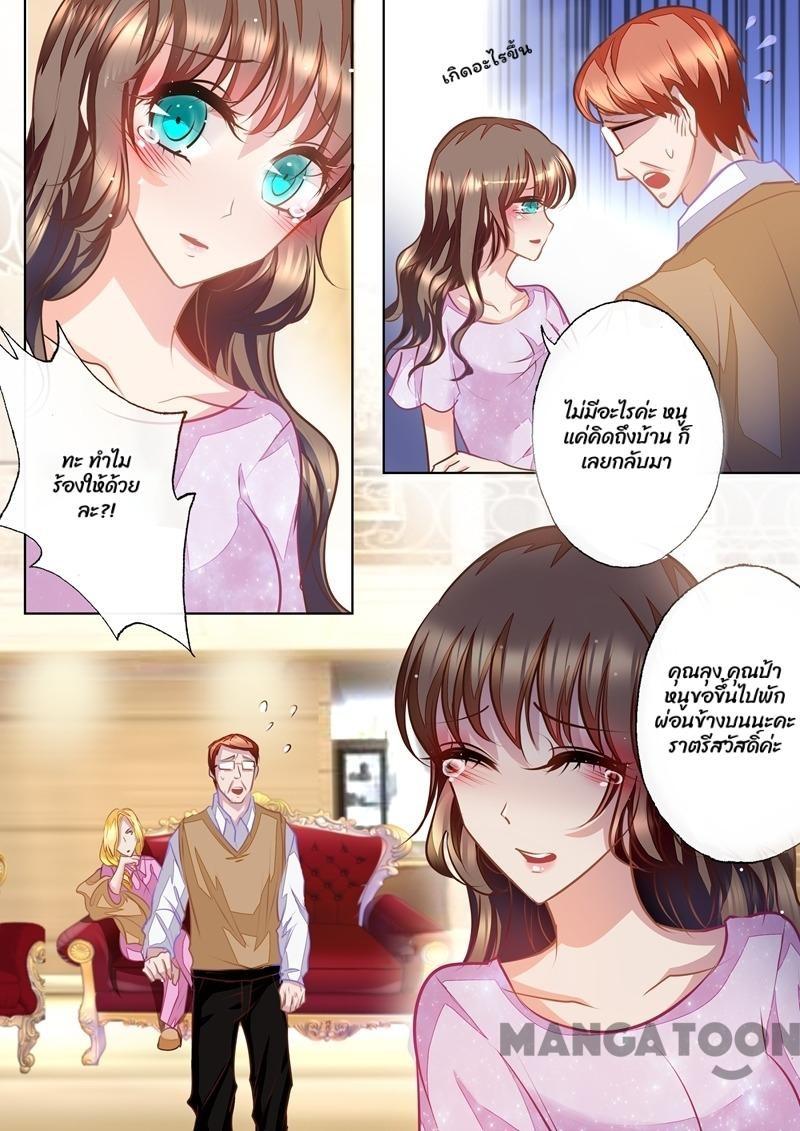 ทะ ทำไม
ร้องให้ด้วย
ละ?!
เกิดอะไรขึ้น
ไม่มีอะไรค่ะ หนู
แค่คิดถึงบ้าน ก็
เลยกลับมา
คุณลุง คุณป้า
หนูขอขึ้นไปพัก
ผ่อนข้างบนนะคะ
ราตรีสวัสดิ์ค่ะ
MANGATOON